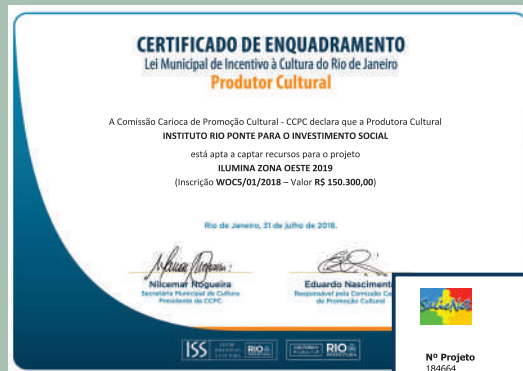 CERTIFICADO DE ENQUADRAMENTO
Lei Municipal de Incentivo à Cultura do Rio de Janeiro
Produtor Cultural
A Comissão Carioca de Promoção Cultural - CCPC declara que a Produtora Cultural
INSTITUTO RIO PONTE PARA O INVESTIMENTO SOCIAL
está apta a captar recursos para o projeto
ILUMINA ZONA OESTE 2019
(Inscrição WOC5/01/2018 – Valor R$ 150.300,00)
Rio de Janeiro, 31 de julho de 2018.
Nilcemar Nogueira
Secretária Municipal de Cultura
Presidente da CCPC
Eduardo Nasciment
Responsável pela Comissão Ca
de Promoção Cultural
ISS
RIO
RIO
Nº Projeto
184664